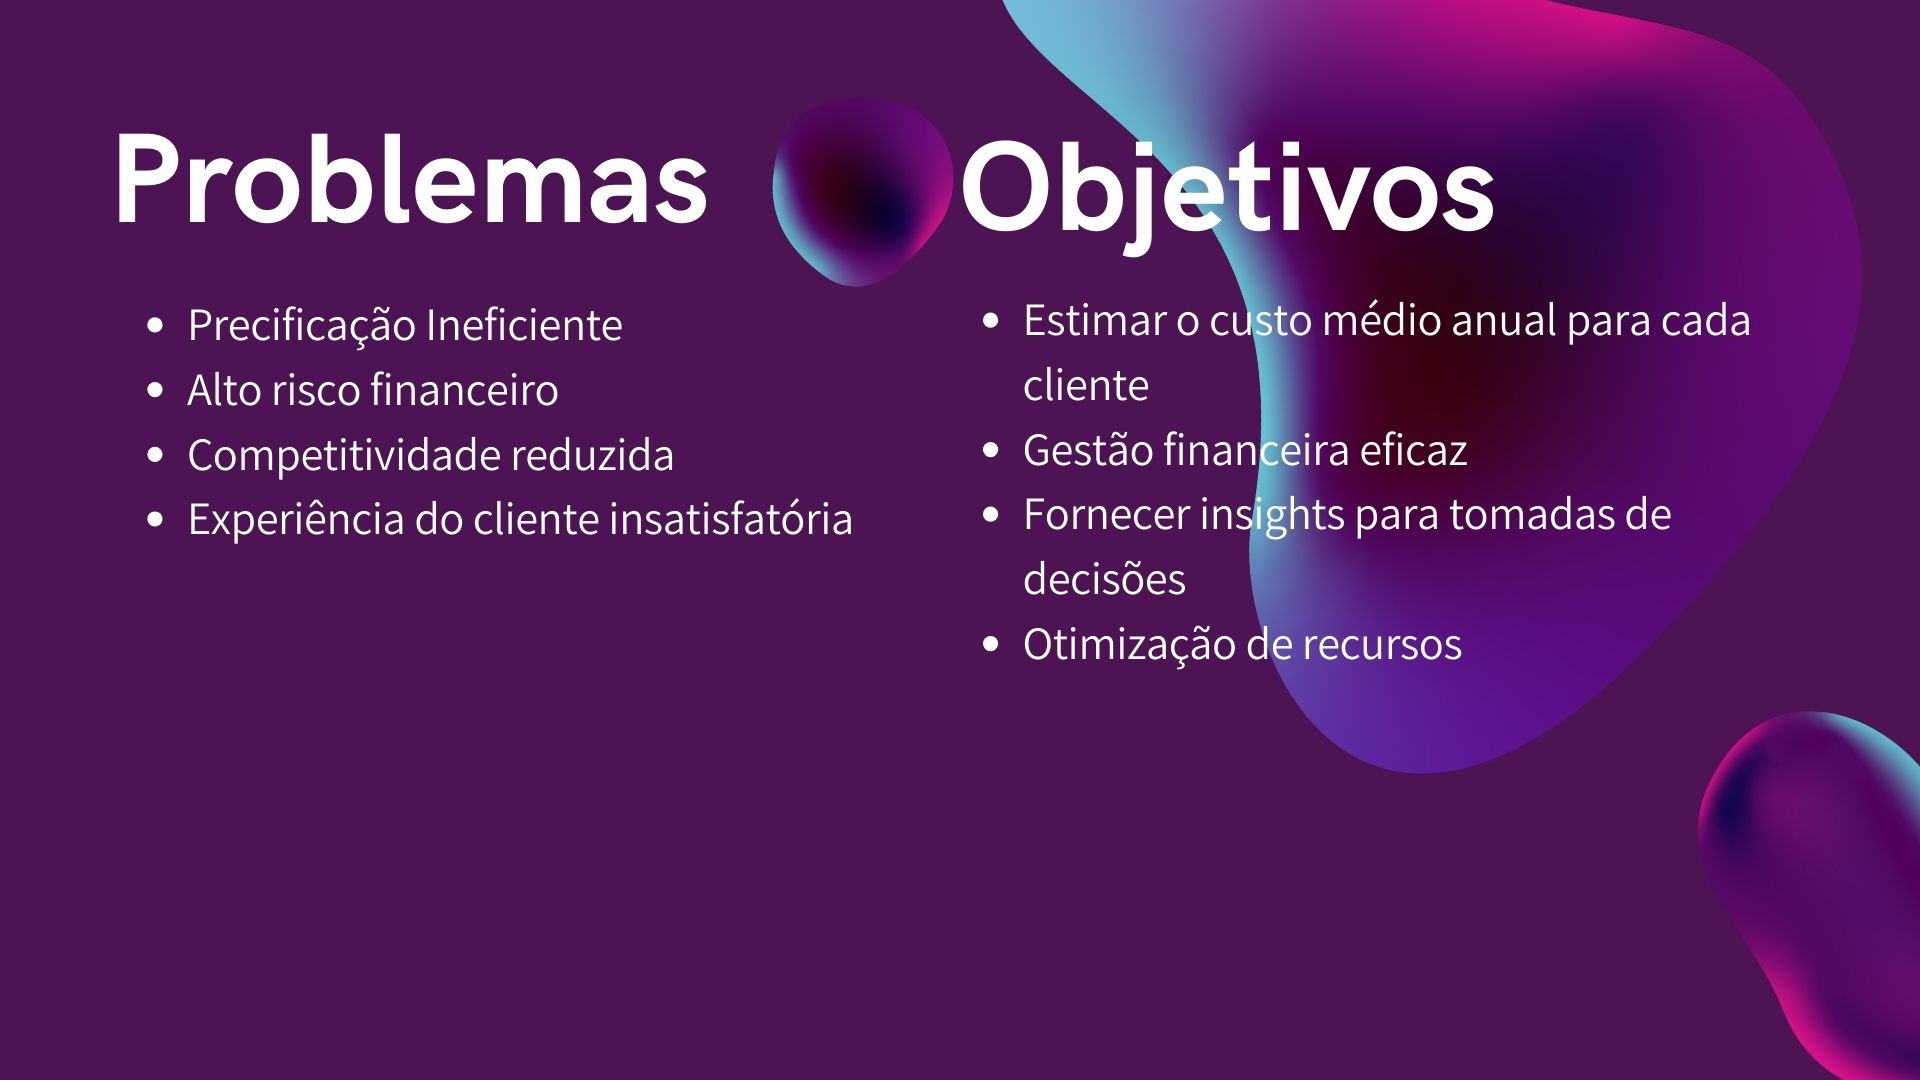 Problemas
• Precificação Ineficiente
• Alto risco financeiro
• Competitividade reduzida
• Experiência do cliente insatisfatória
Objetivos
• Estimar o custo médio anual para cada
cliente
• Gestão financeira eficaz
• Fornecer insights para tomadas de
decisões
• Otimização de recursos